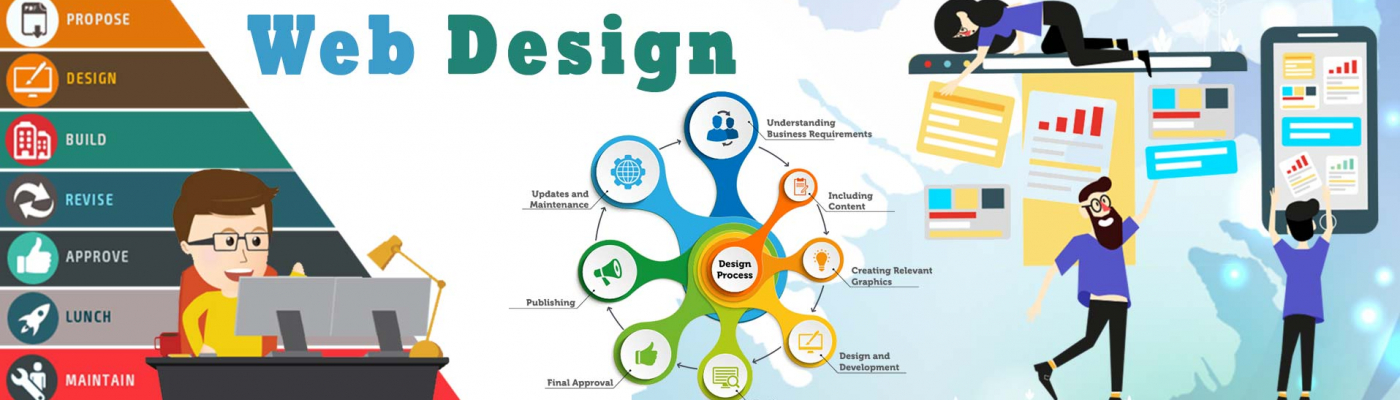 PROPOSE
DESIGN
BUILD
REVISE
APPROVE
LUNCH
MAINTAIN
Web Design
Understanding
Business Requirements
Including
Content
Creating Relevant
Graphics
Design and
Development
Final Approval
Publishing
Updates and
Maintenance
Design
Process